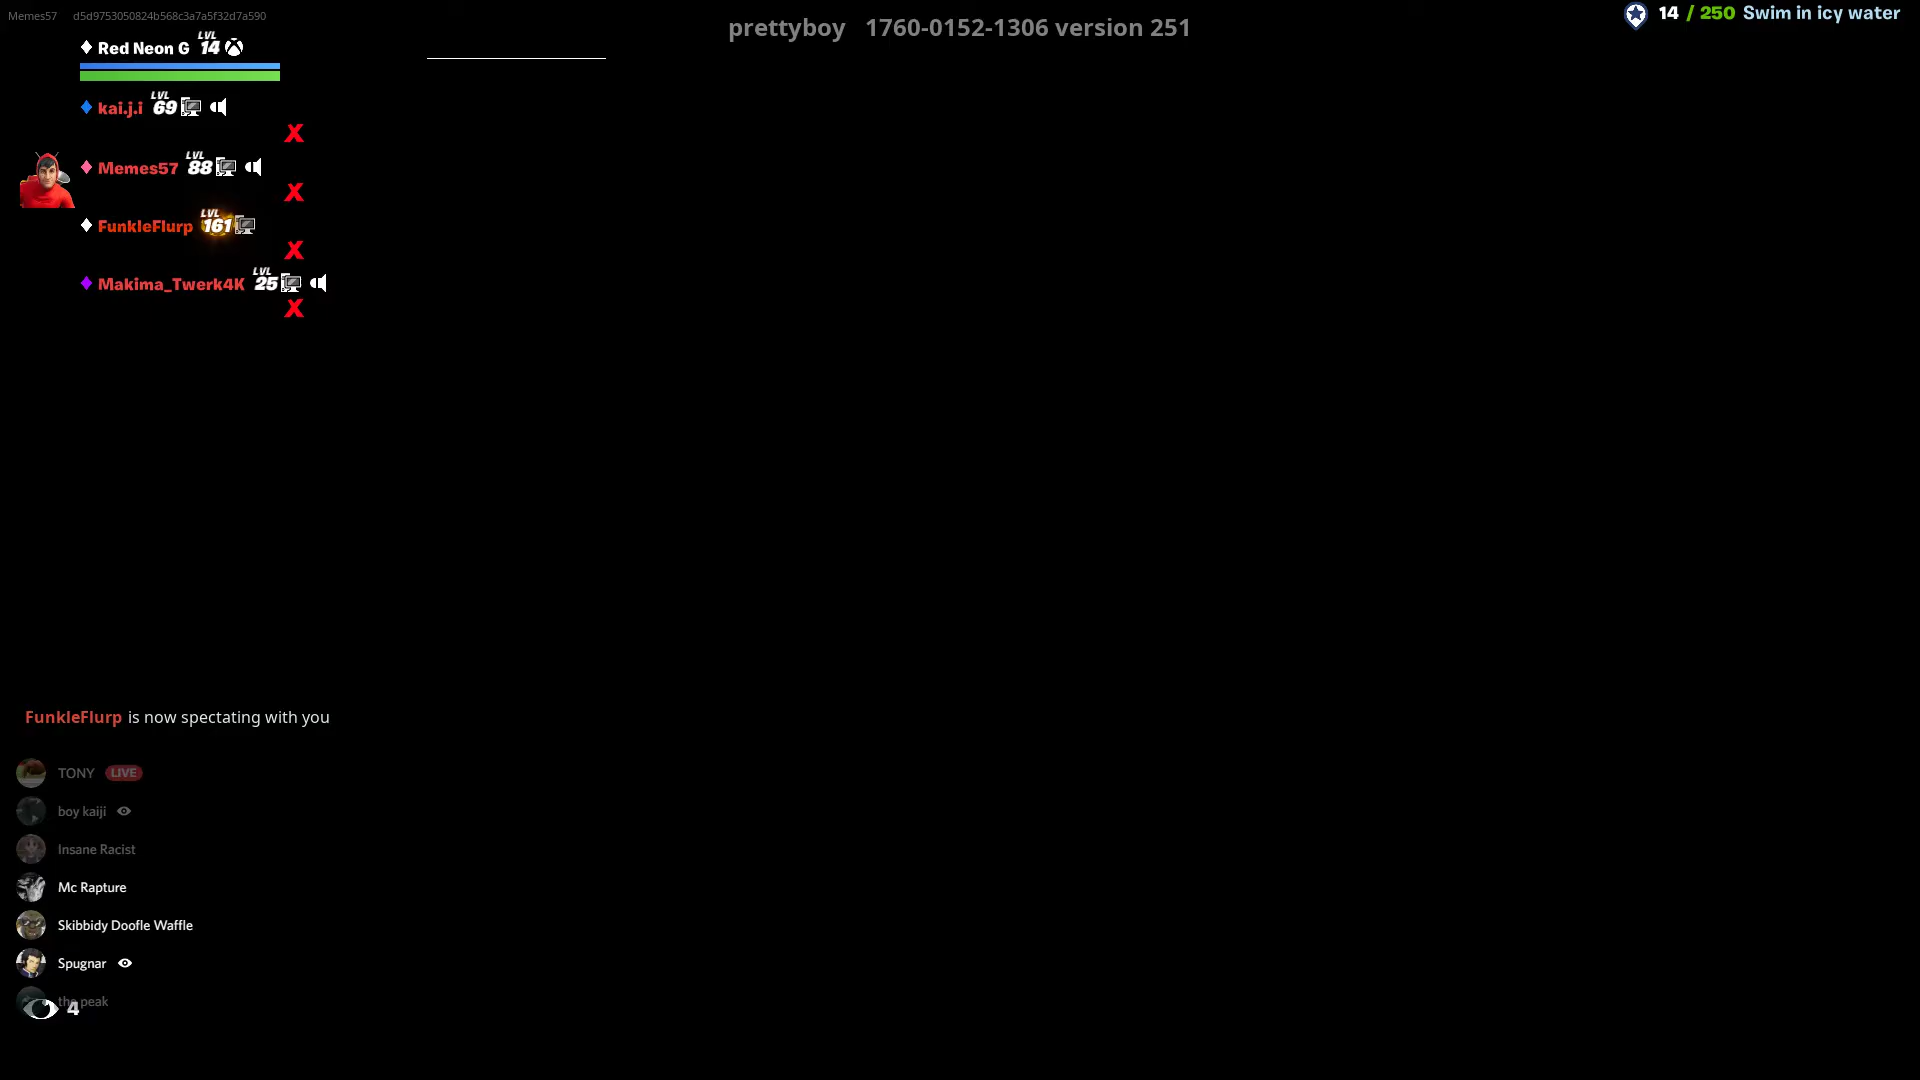 Memes57 d5d9753050824b568c3a7a5f32d7a590
prettyboy 1760-0152-1306 version 251
14 / 250 Swim in icy water
Red Neon G LVL 14
kai.j.i LVL 69
X
Memes57 LVL 88
X
FunkleFlurp LVL 161
X
Makima_Twerk4K LVL 25
X
FunkleFlurp is now spectating with you
TONY LIVE
boy kaiji
Insane Racist
Mc Rapture
Skibbidy Doofle Waffle
Spugnar
the peak
4